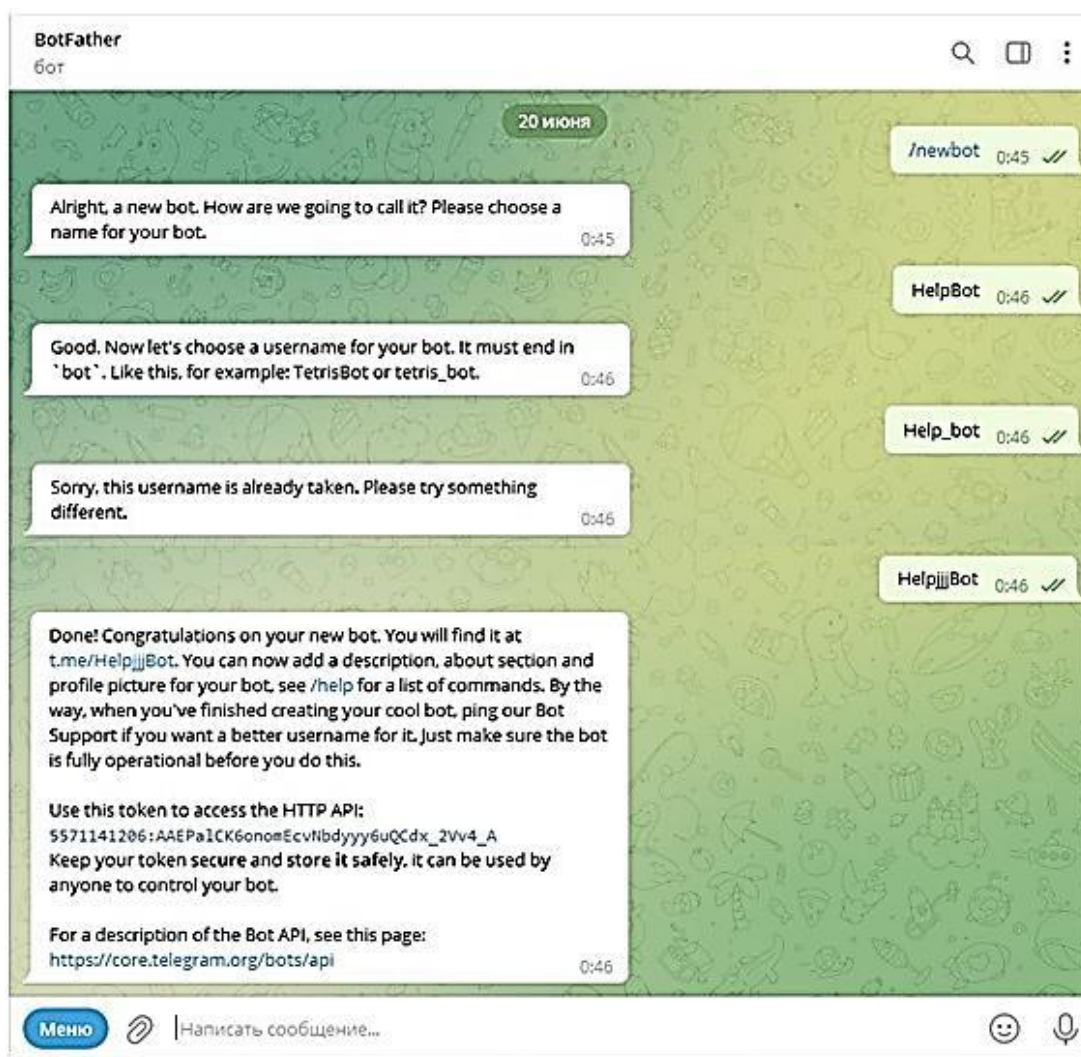 BotFather
бот
20 июня
/newbot 0:45
Alright, a new bot. How are we going to call it? Please choose a
name for your bot.
0:45
HelpBot 0:46
Good. Now let's choose a username for your bot. It must end in
`bot`. Like this, for example: TetrisBot or tetris_bot.
0:46
Help_bot 0:46
Sorry, this username is already taken. Please try something
different.
0:46
HelpjjjBot 0:46
Done! Congratulations on your new bot. You will find it at
t.me/HelpjjjBot. You can now add a description, about section and
profile picture for your bot, see /help for a list of commands. By the
way, when you've finished creating your cool bot, ping our Bot
Support if you want a better username for it. Just make sure the bot
is fully operational before you do this.
Use this token to access the HTTP API:
5571141206:AAEPalCK6onomEcvNbdyyy6uQCdx_2Vv4_A
Keep your token secure and store it safely, it can be used by
anyone to control your bot.
For a description of the Bot API, see this page:
https://core.telegram.org/bots/api
0:46
Меню
Написать сообщение...